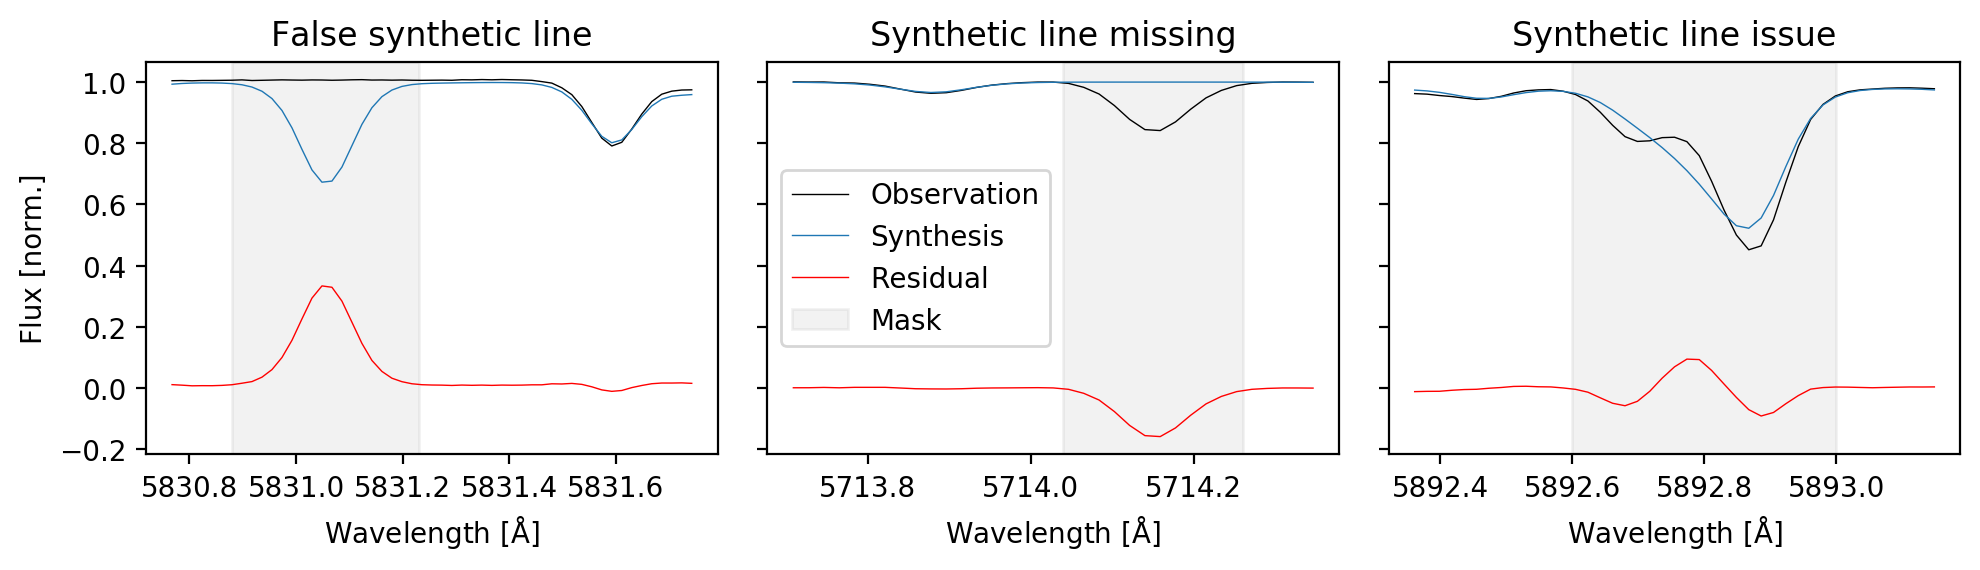 False synthetic line
Synthetic line missing
Synthetic line issue
Flux [norm.]
1.0
0.8
0.6
0.4
0.2
0.0
−0.2
Observation
Synthesis
Residual
Mask
5830.8 5831.0 5831.2 5831.4 5831.6
5713.8 5714.0 5714.2
5892.4 5892.6 5892.8 5893.0
Wavelength [Å]
Wavelength [Å]
Wavelength [Å]